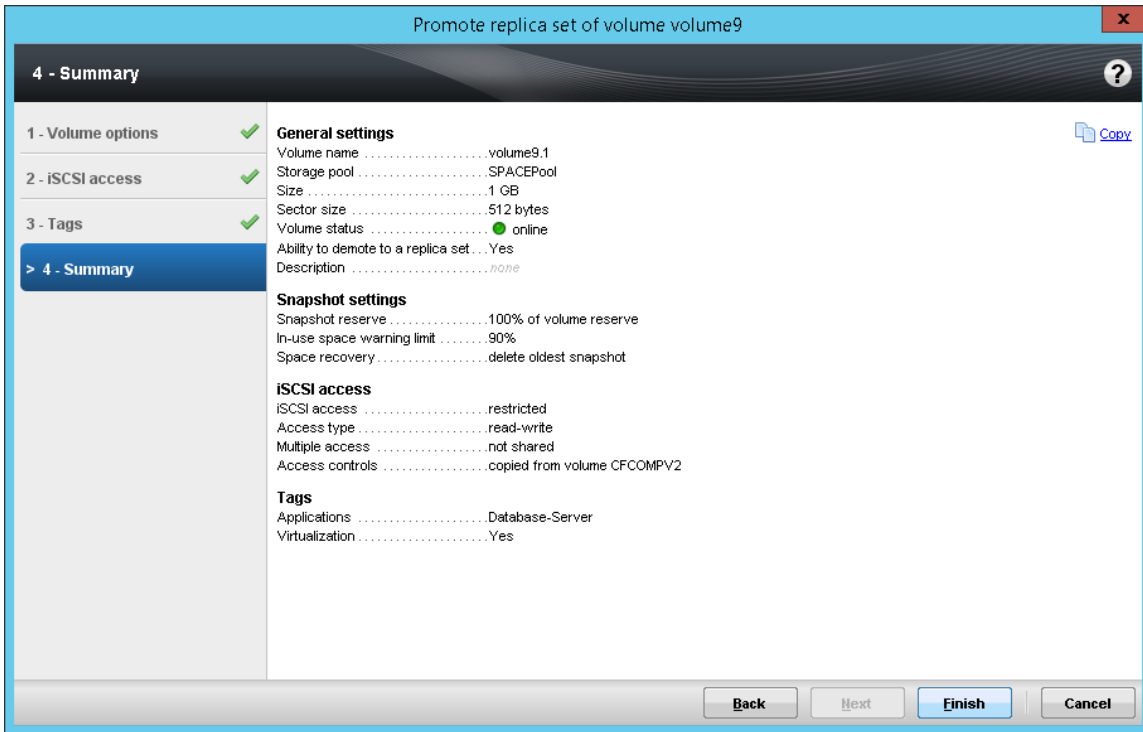 Promote replica set of volume volume9
x
4 - Summary
?
1 - Volume options
2 - iSCSI access
3 - Tags
> 4 - Summary
Copy
General settings
Volume name ....................volume9.1
Storage pool ....................SPACEPool
Size ............................1 GB
Sector size .....................512 bytes
Volume status ................... online
Ability to demote to a replica set...Yes
Description .....................none
Snapshot settings
Snapshot reserve ................100% of volume reserve
In-use space warning limit ........90%
Space recovery..................delete oldest snapshot
iSCSI access
iSCSI access ....................restricted
Access type .....................read-write
Multiple access .................not shared
Access controls .................copied from volume CFCOMPV2
Tags
Applications .....................Database-Server
Virtualization .....................Yes
Back
Next
Finish
Cancel